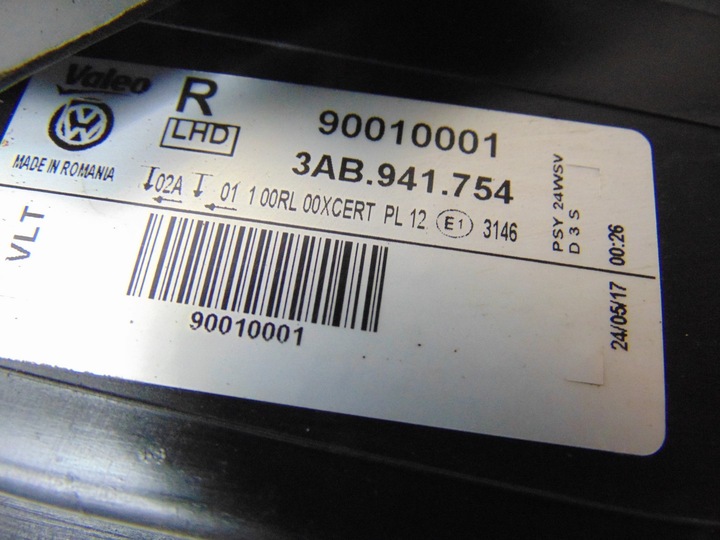 Valeo
R
LHD
MADE IN ROMANIA
90010001
3AB.941.754
02A 01 1 00RL 00XCERT PL 12 E1 3146
VLT
90010001
PSY 24WSV
D3S
24/05/17 00:26